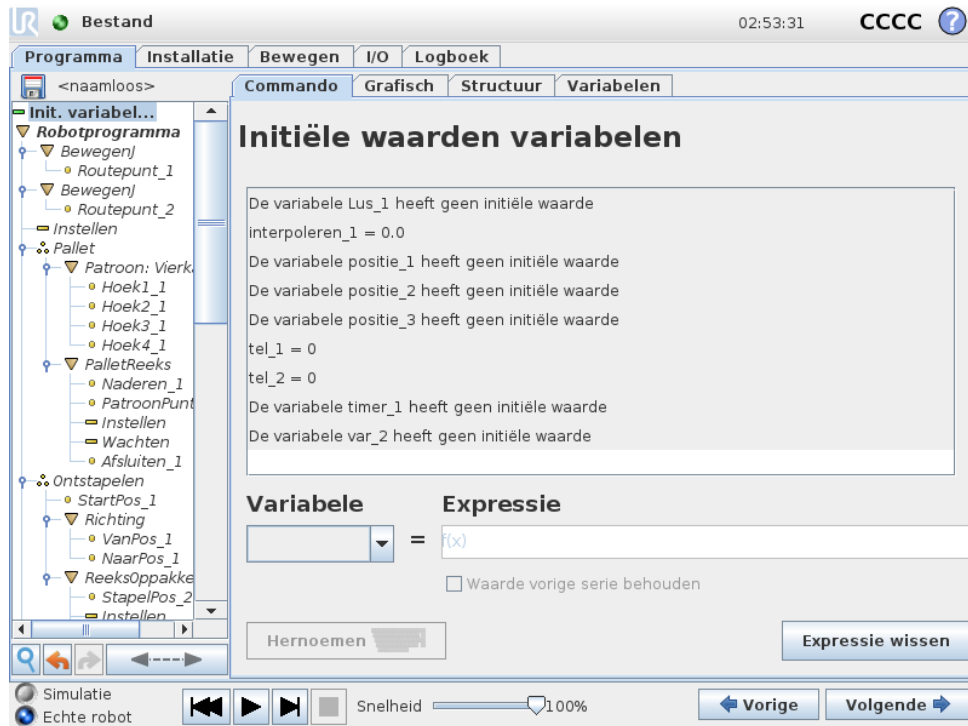 UR Bestand 02:53:31 CCCC ?
Programma Installatie Bewegen I/O Logboek
<naamloos>
Commando Grafisch Structuur Variabelen
Init. variabel...
Robotprogramma
BewegenJ
Routepunt_1
BewegenJ
Routepunt_2
Instellen
Pallet
Patroon: Vierk
Hoek1_1
Hoek2_1
Hoek3_1
Hoek4_1
PalletReeks
Naderen_1
PatroonPunt
Instellen
Wachten
Afsluiten_1
Ontstapelen
StartPos_1
Richting
VanPos_1
NaarPos_1
ReeksOppakke
StapelPos_2
Instellen
Initiële waarden variabelen
De variabele Lus_1 heeft geen initiële waarde
interpoleren_1 = 0.0
De variabele positie_1 heeft geen initiële waarde
De variabele positie_2 heeft geen initiële waarde
De variabele positie_3 heeft geen initiële waarde
tel_1 = 0
tel_2 = 0
De variabele timer_1 heeft geen initiële waarde
De variabele var_2 heeft geen initiële waarde
Variabele Expressie
= f(x)
Waarde vorige serie behouden
Hernoemen Expressie wissen
Simulatie
Echte robot
Snelheid 100% Vorige Volgende